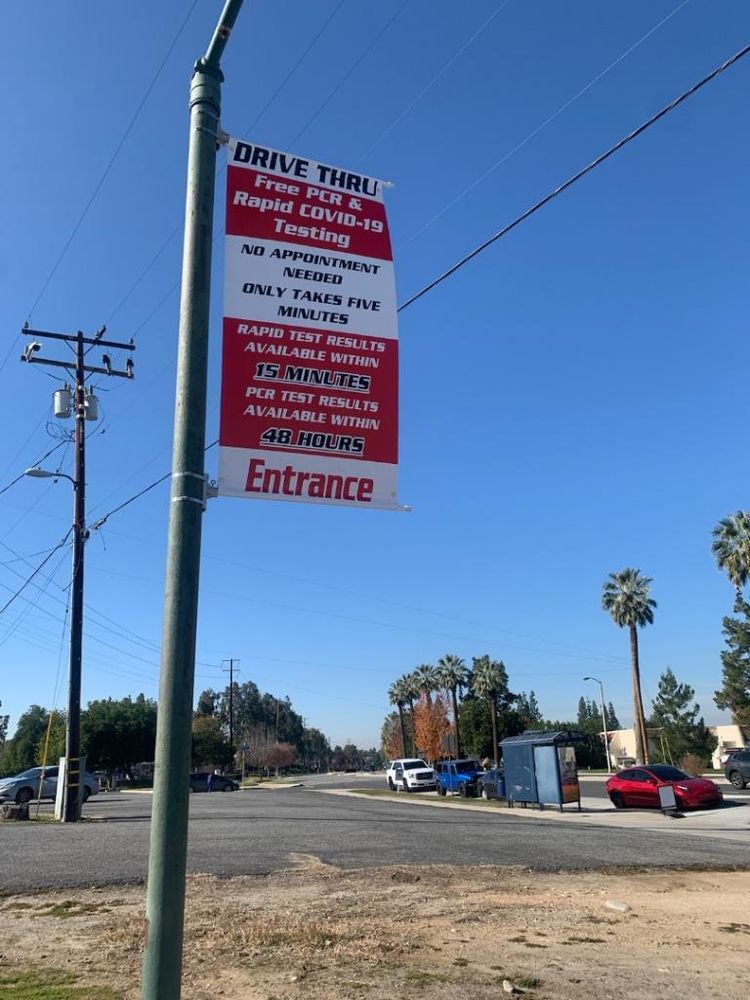 DRIVE THRU
Free PCR &
Rapid COVID-19
Testing
NO APPOINTMENT
NEEDED
ONLY TAKES FIVE
MINUTES
RAPID TEST RESULTS
AVAILABLE WITHIN
15 MINUTES
PCR TEST RESULTS
AVAILABLE WITHIN
48 HOURS
Entrance